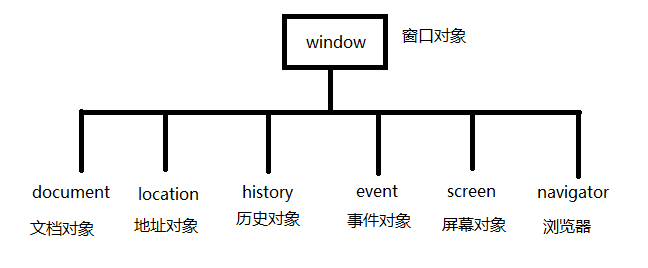 window 窗口对象
document location history event screen navigator
文档对象 地址对象 历史对象 事件对象 屏幕对象 浏览器